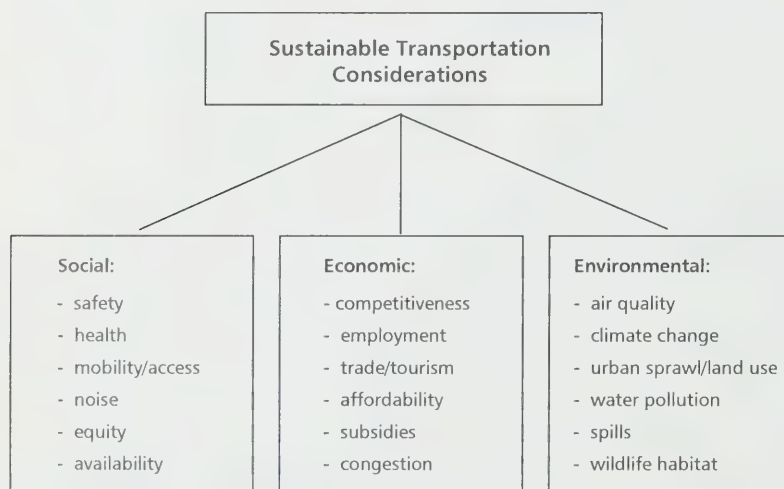 Sustainable Transportation
Considerations
Social:
- safety
- health
- mobility/access
- noise
- equity
- availability
Economic:
- competitiveness
- employment
- trade/tourism
- affordability
- subsidies
- congestion
Environmental:
- air quality
- climate change
- urban sprawl/land use
- water pollution
- spills
- wildlife habitat